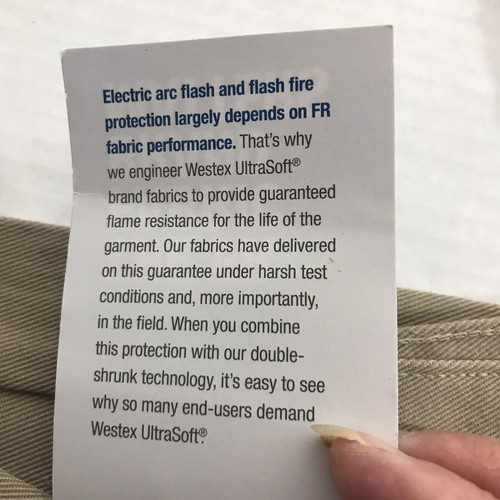 Electric arc flash and flash fire
protection largely depends on FR
fabric performance. That's why
we engineer Westex UltraSoft®
brand fabrics to provide guaranteed
flame resistance for the life of the
garment. Our fabrics have delivered
on this guarantee under harsh test
conditions and, more importantly,
in the field. When you combine
this protection with our double-
shrunk technology, it's easy to see
why so many end-users demand
Westex UltraSoft®.